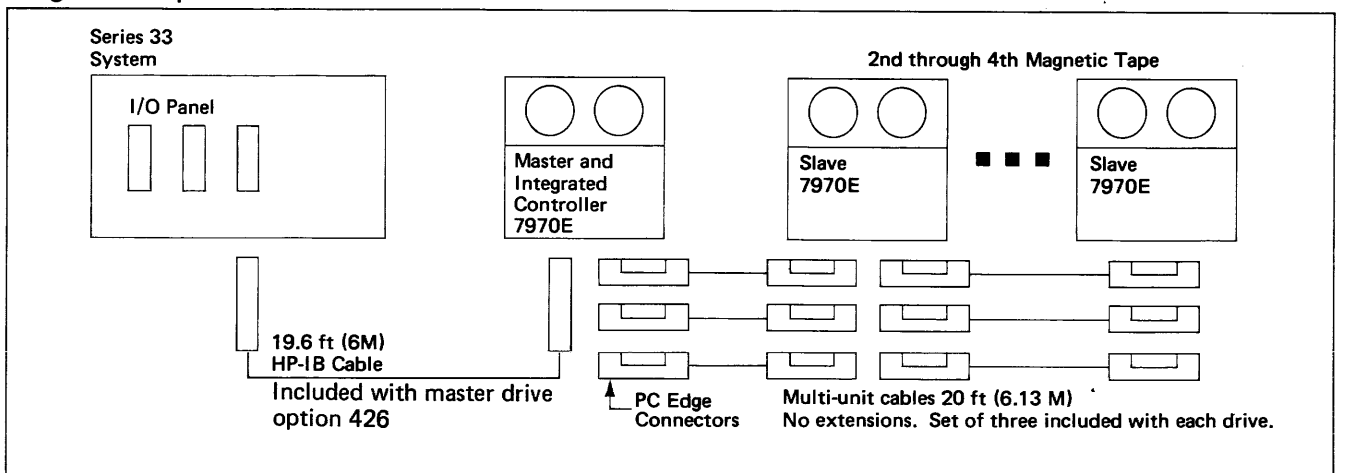 Series 33
System
I/O Panel
2nd through 4th Magnetic Tape
Master and
Integrated
Controller
7970E
Slave
7970E
Slave
7970E
19.6 ft (6M)
HP-IB Cable
Included with master drive
option 426
PC Edge
Connectors
Multi-unit cables 20 ft (6.13 M)
No extensions. Set of three included with each drive.